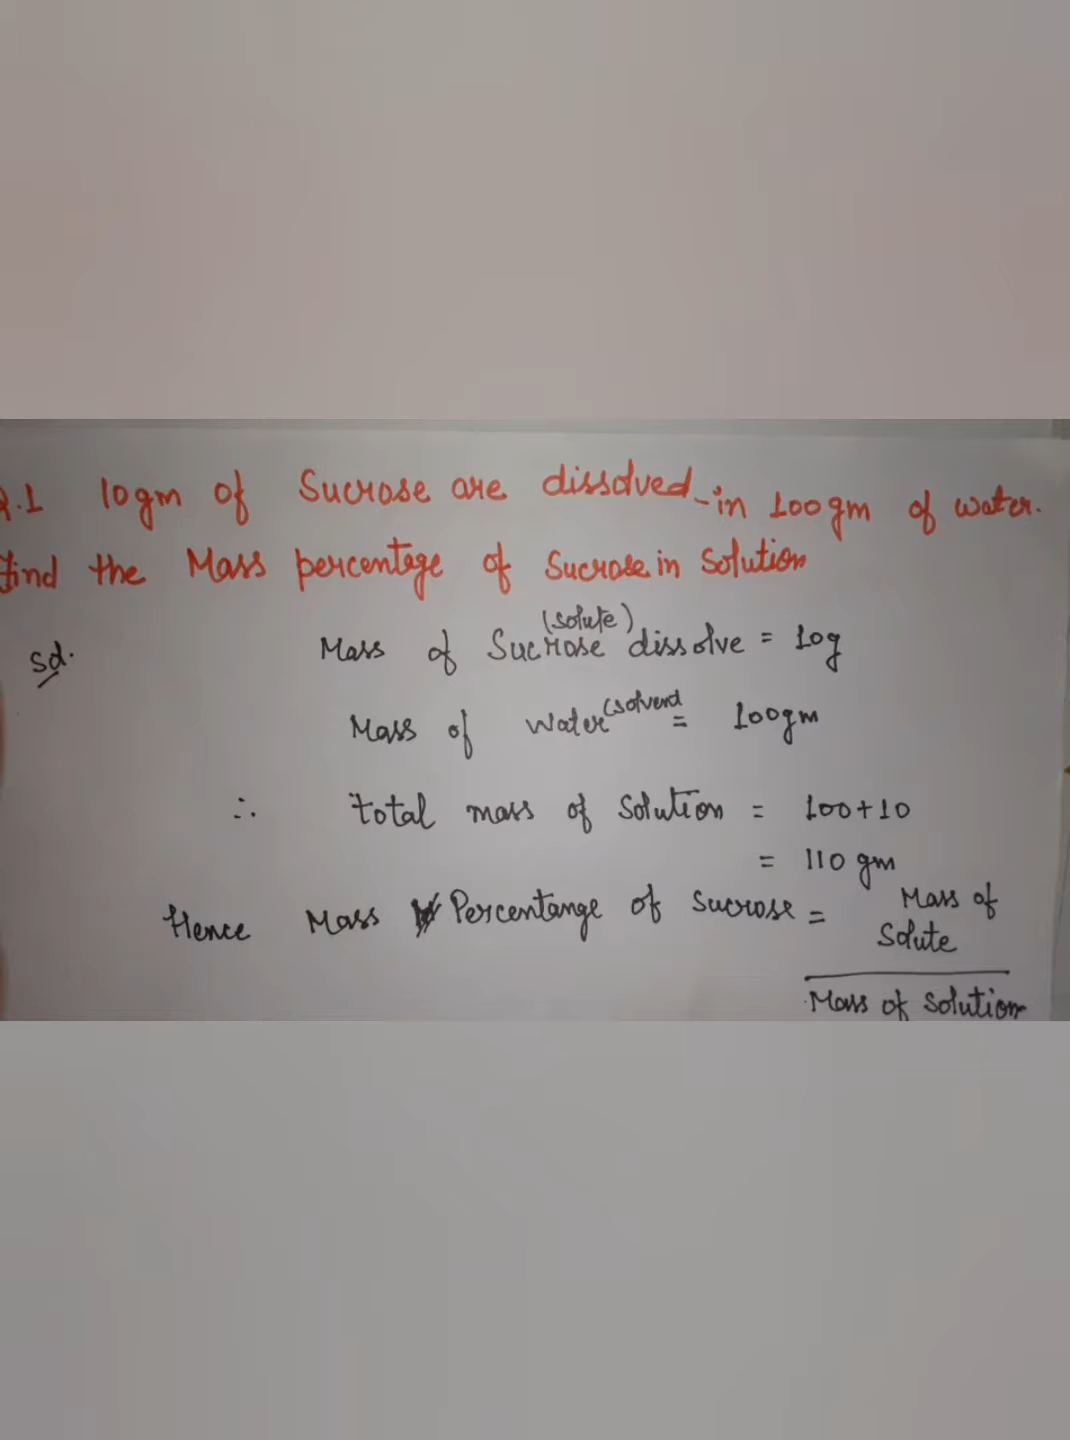 Q.1 10gm of Sucrose are dissolved in 100gm of water.
find the Mass percentage of Sucrose in Solution
Sol. Mass of Sucrose (Solute) dissolve = 10g
Mass of Water (solvent = 100gm
∴ total mass of Solution = 100+10
= 110 gm
Hence Mass Percentange of Sucrose = Mass of Solute
Mass of Solution